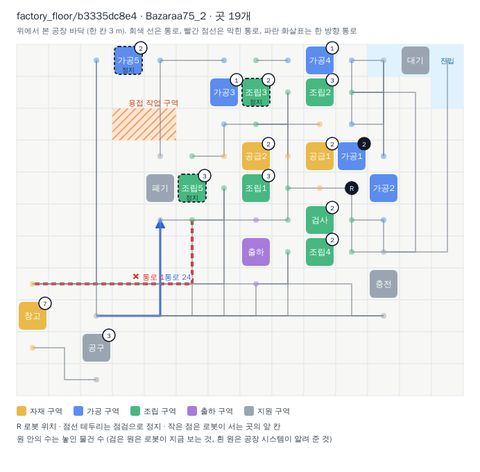 factory_floor/b3335dc8e4 · Bazaraa75_2 · 곳 19개
위에서 본 공장 바닥 (한 칸 3 m). 회색 선은 통로, 빨간 점선은 막힌 통로, 파란 화살표는 한 방향 통로
가공5 2
정지
가공4 1
대기
진입
가공3 1
조립3 2
정지
조립2 3
용접 작업 구역
공급2 2
공급1 2
가공1 2
폐기
조립5 3
정지
조립1 3
R
가공2
검사 2
출하
조립4 2
✖ 통로 1
통로 24
충전
창고 7
공구 3
자재 구역
가공 구역
조립 구역
출하 구역
지원 구역
R 로봇 위치 · 점선 테두리는 점검으로 정지 · 작은 점은 로봇이 서는 곳의 앞 칸
원 안의 수는 놓인 물건 수 (검은 원은 로봇이 지금 보는 것, 흰 원은 공장 시스템이 알려 준 것)